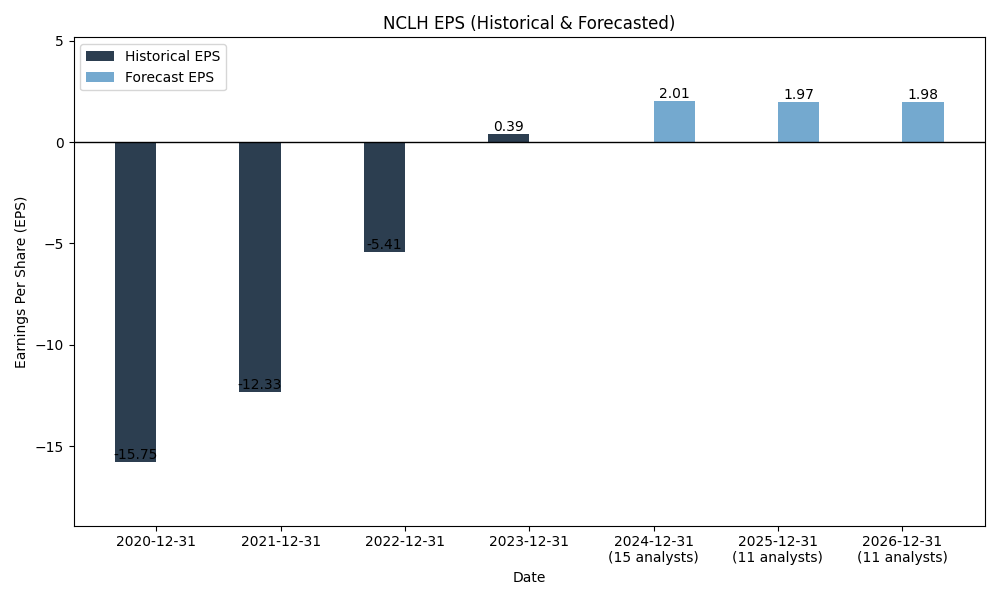 NCLH EPS (Historical & Forecasted)
Historical EPS
Forecast EPS
Earnings Per Share (EPS)
5
0
−5
−10
−15
-15.75
-12.33
-5.41
0.39
2.01
1.97
1.98
2020-12-31
2021-12-31
2022-12-31
2023-12-31
2024-12-31
(15 analysts)
2025-12-31
(11 analysts)
2026-12-31
(11 analysts)
Date